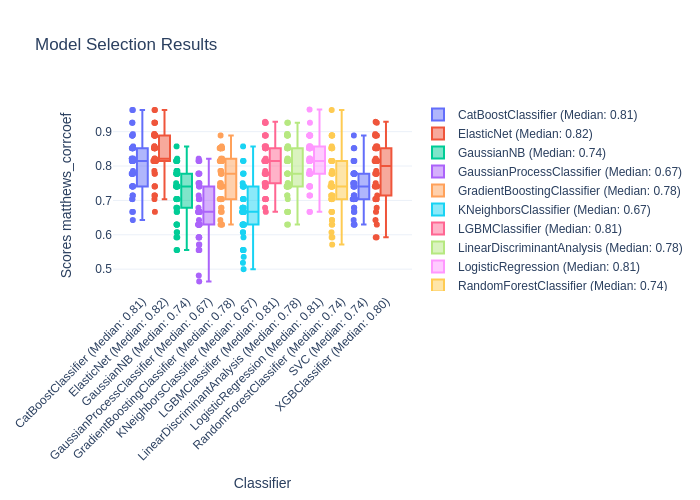 Model Selection Results
Scores matthews_corrcoef
0.9
0.8
0.7
0.6
0.5
CatBoostClassifier (Median: 0.81)
ElasticNet (Median: 0.82)
GaussianNB (Median: 0.74)
GaussianProcessClassifier (Median: 0.67)
GradientBoostingClassifier (Median: 0.78)
KNeighborsClassifier (Median: 0.67)
LGBMClassifier (Median: 0.81)
LinearDiscriminantAnalysis (Median: 0.78)
LogisticRegression (Median: 0.81)
RandomForestClassifier (Median: 0.74)
SVC (Median: 0.74)
XGBClassifier (Median: 0.80)
Classifier
CatBoostClassifier (Median: 0.81)
ElasticNet (Median: 0.82)
GaussianNB (Median: 0.74)
GaussianProcessClassifier (Median: 0.67)
GradientBoostingClassifier (Median: 0.78)
KNeighborsClassifier (Median: 0.67)
LGBMClassifier (Median: 0.81)
LinearDiscriminantAnalysis (Median: 0.78)
LogisticRegression (Median: 0.81)
RandomForestClassifier (Median: 0.74)